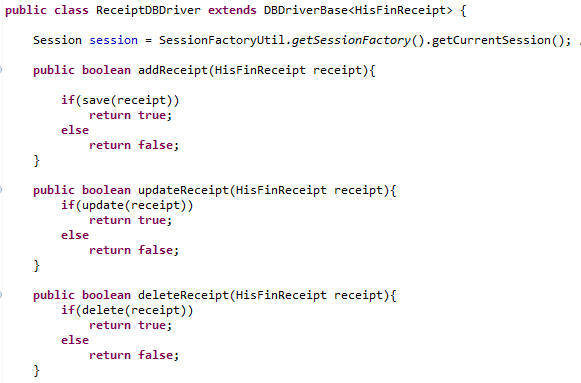 public class ReceiptDBDriver extends DBDriverBase<HisFinReceipt> {
Session session = SessionFactoryUtil.getSessionFactory().getCurrentSession();
public boolean addReceipt(HisFinReceipt receipt){
if(save(receipt))
return true;
else
return false;
}
public boolean updateReceipt(HisFinReceipt receipt){
if(update(receipt))
return true;
else
return false;
}
public boolean deleteReceipt(HisFinReceipt receipt){
if(delete(receipt))
return true;
else
return false;
}